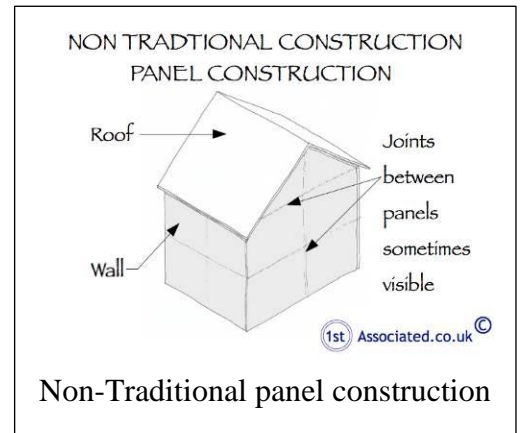 NON TRADTIONAL CONSTRUCTION
PANEL CONSTRUCTION
Roof
Joints
between
panels
sometimes
visible
Wall
1st Associated.co.uk ©
Non-Traditional panel construction